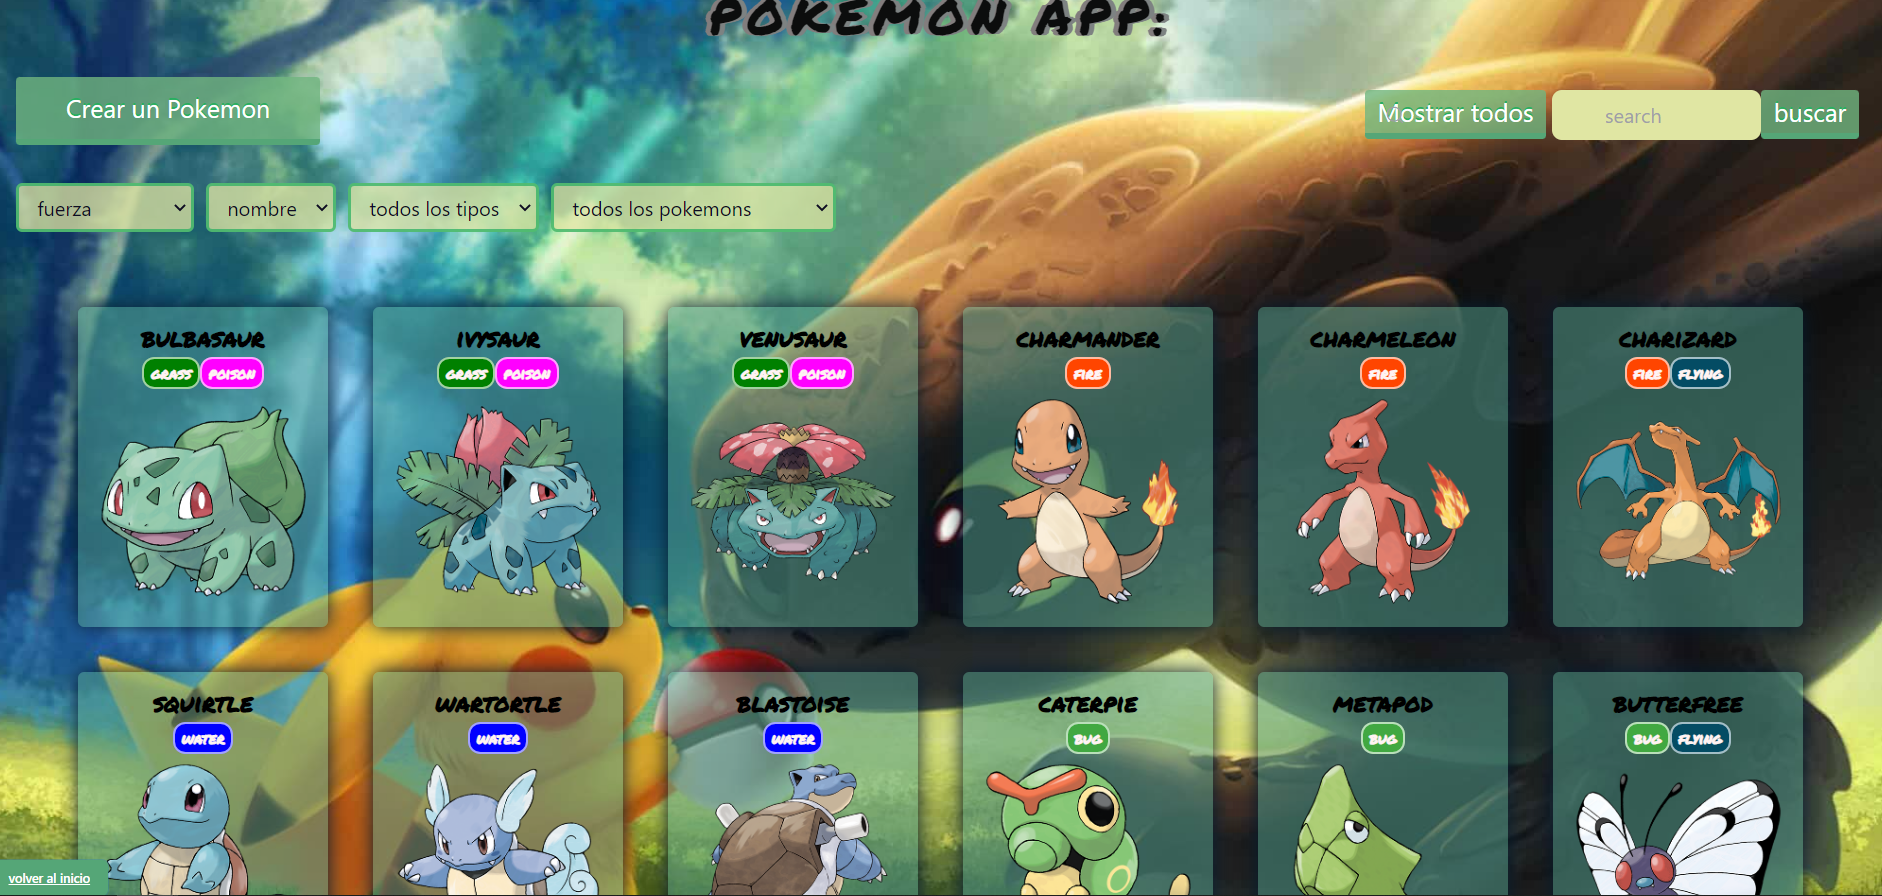 POKEMON APP:
Crear un Pokemon
Mostrar todos
search
buscar
fuerza
nombre
todos los tipos
todos los pokemons
BULBASAUR
GRASS POISON
IVYSAUR
GRASS POISON
VENUSAUR
GRASS POISON
CHARMANDER
FIRE
CHARMELEON
FIRE
CHARIZARD
FIRE FLYING
SQUIRTLE
WATER
WARTORTLE
WATER
BLASTOISE
WATER
CATERPIE
BUG
METAPOD
BUG
BUTTERFREE
BUG FLYING
volver al inicio